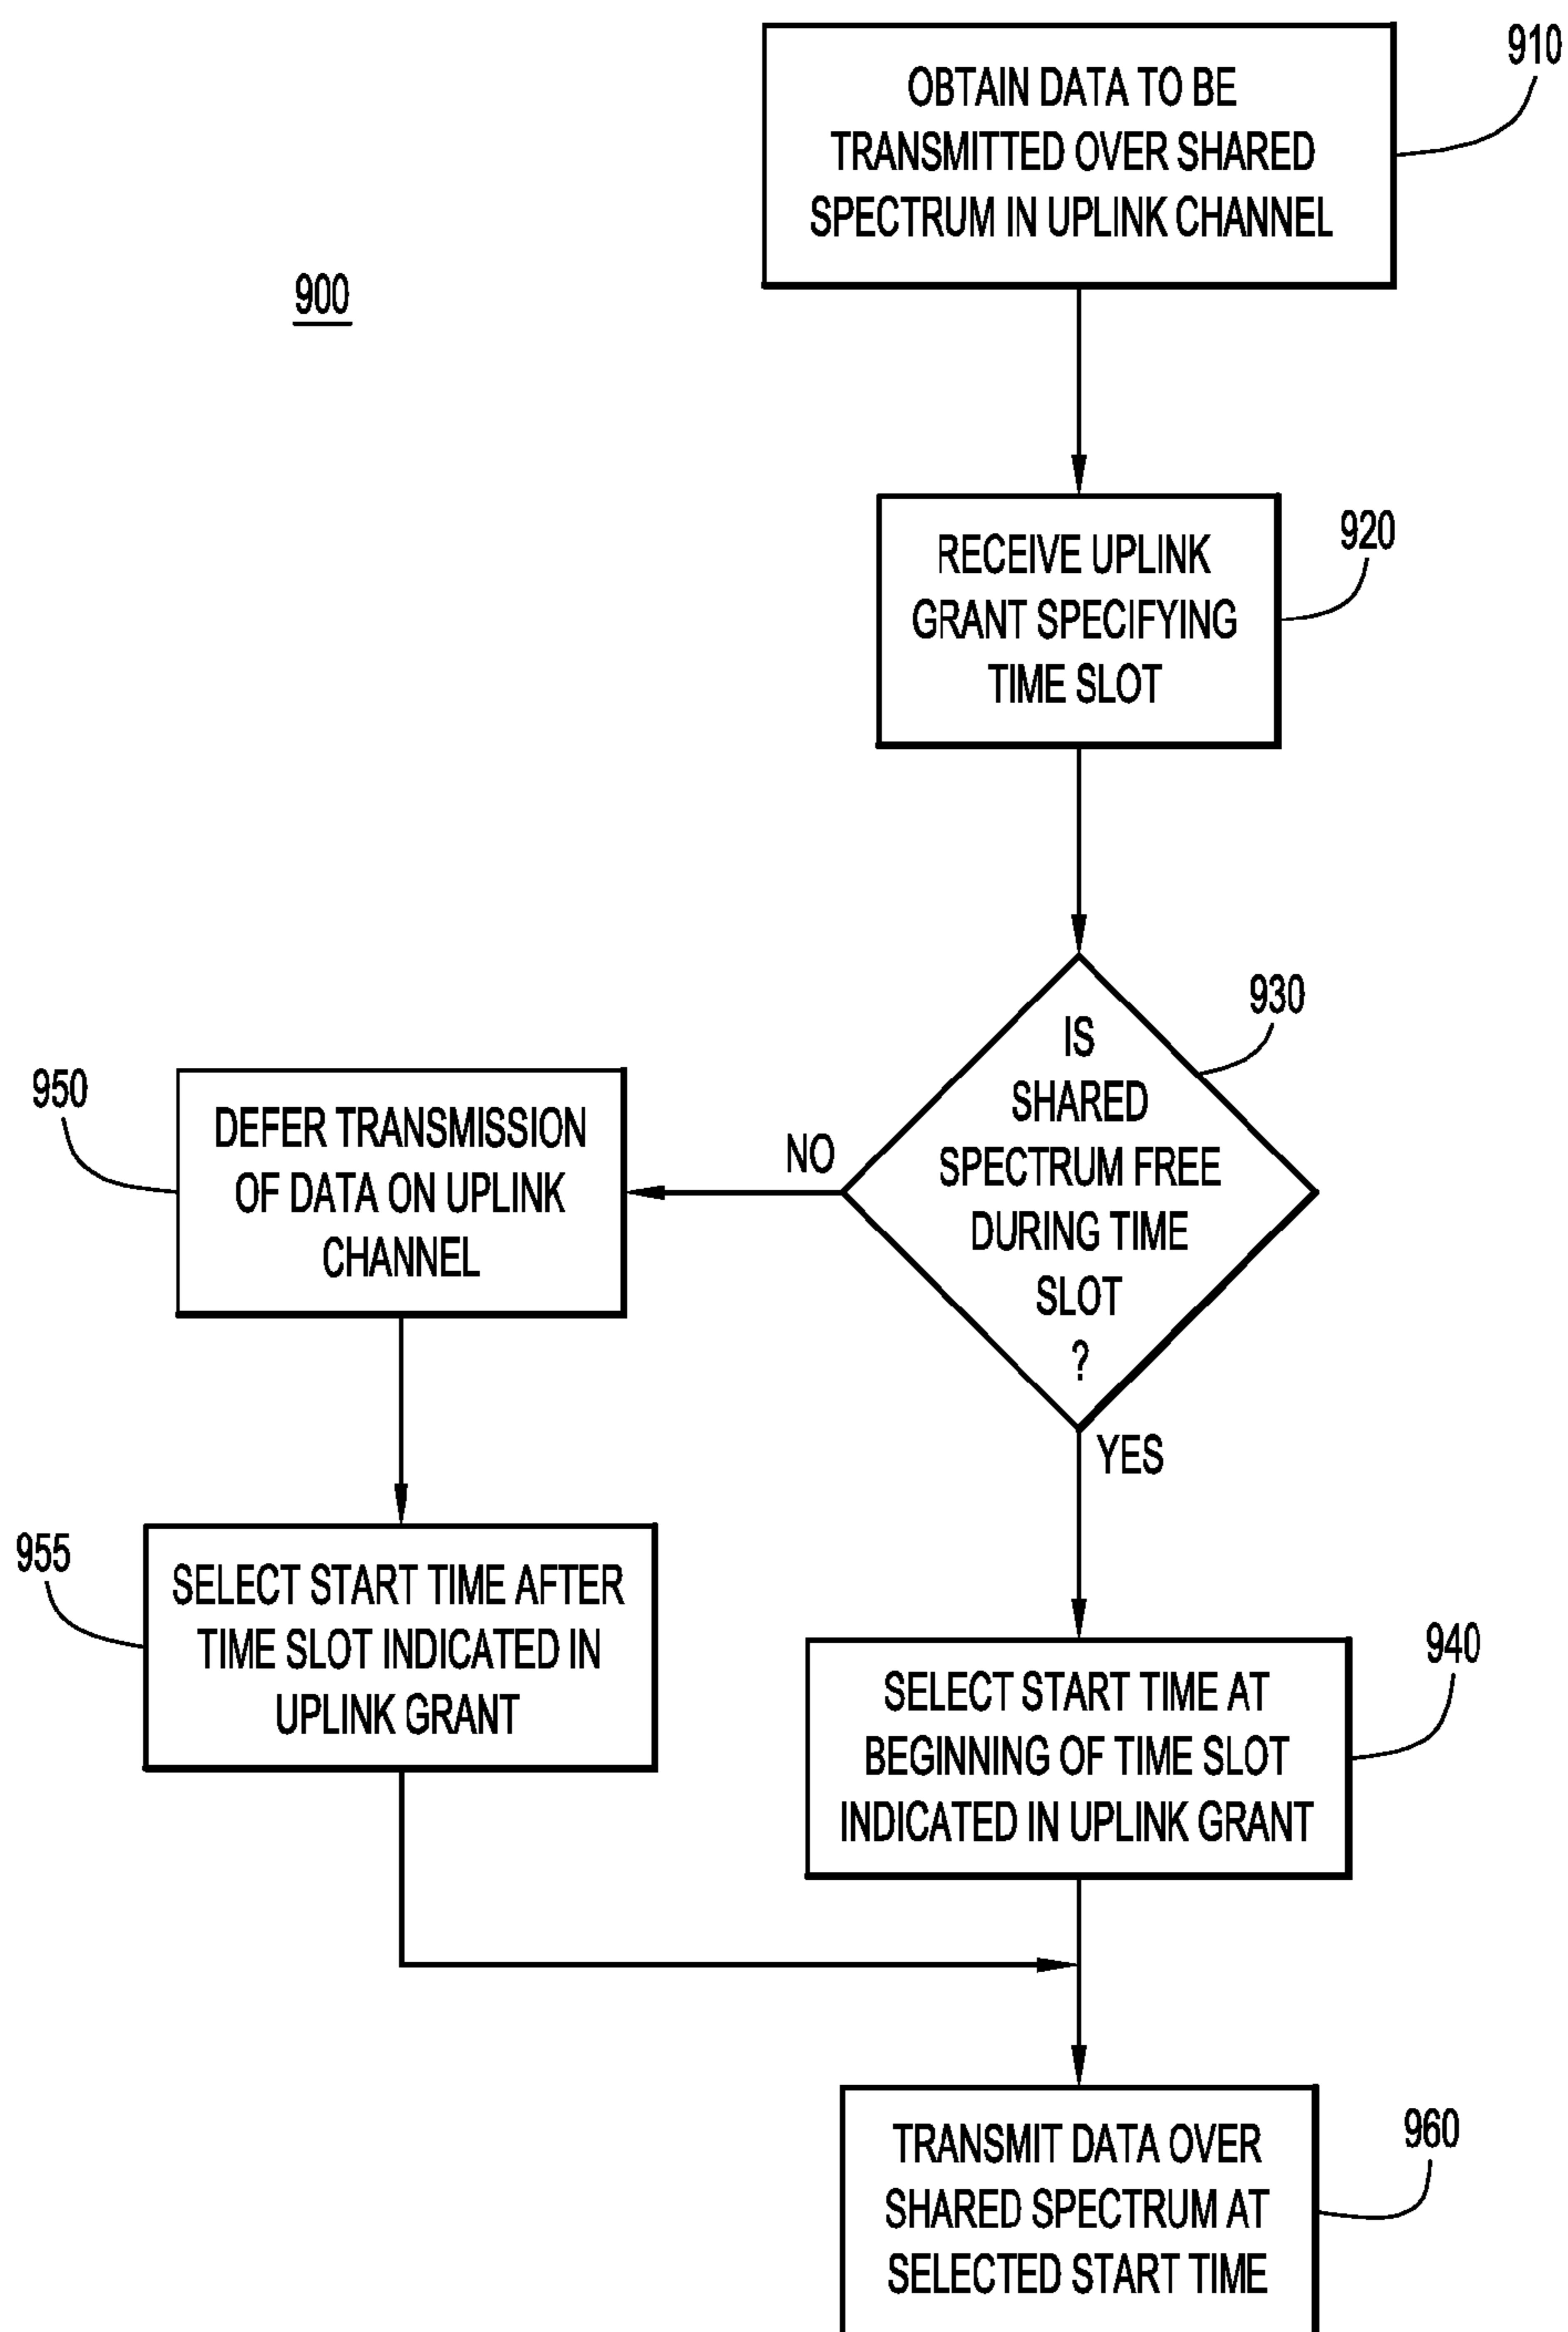 910
OBTAIN DATA TO BE
TRANSMITTED OVER SHARED
SPECTRUM IN UPLINK CHANNEL
900
920
RECEIVE UPLINK
GRANT SPECIFYING
TIME SLOT
930
IS
SHARED
SPECTRUM FREE
DURING TIME
SLOT
?
NO
YES
950
DEFER TRANSMISSION
OF DATA ON UPLINK
CHANNEL
955
SELECT START TIME AFTER
TIME SLOT INDICATED IN
UPLINK GRANT
940
SELECT START TIME AT
BEGINNING OF TIME SLOT
INDICATED IN UPLINK GRANT
960
TRANSMIT DATA OVER
SHARED SPECTRUM AT
SELECTED START TIME